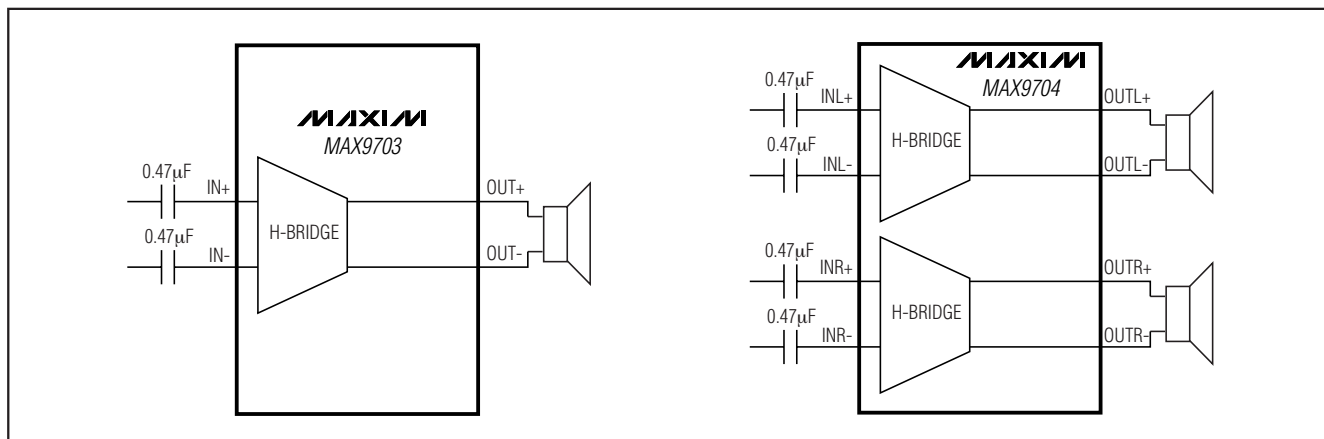 MAXIM
MAX9703
0.47μF
IN+
OUT+
H-BRIDGE
0.47μF
IN-
OUT-
MAXIM
MAX9704
0.47μF
INL+
OUTL+
H-BRIDGE
0.47μF
INL-
OUTL-
0.47μF
INR+
OUTR+
H-BRIDGE
0.47μF
INR-
OUTR-